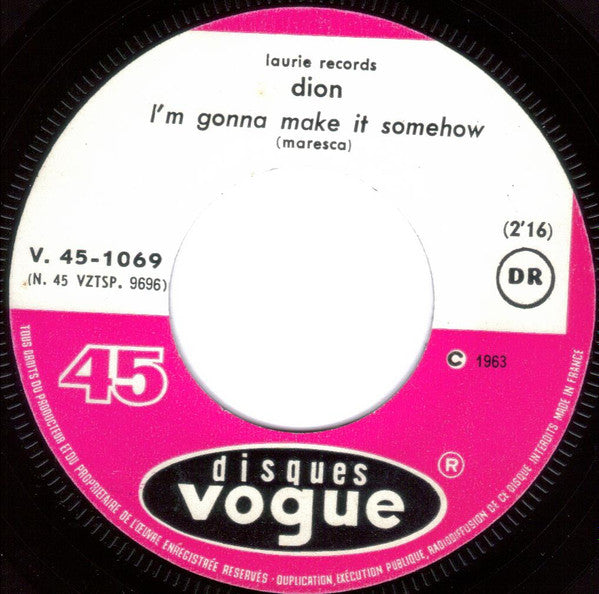 laurie records
dion
I'm gonna make it somehow
(maresca)
V. 45-1069
(N. 45 VZTSP. 9696)
(2'16)
DR
45
© 1963
disques
vogue
®
TOUS DROITS DU PRODUCTEUR ET DU PROPRIETAIRE DE L'ŒUVRE ENREGISTRÉE RESERVÉS - DUPLICATION, EXÉCUTION PUBLIQUE, RADIODIFFUSION DE CE DISQUE INTERDITS MADE IN FRANCE